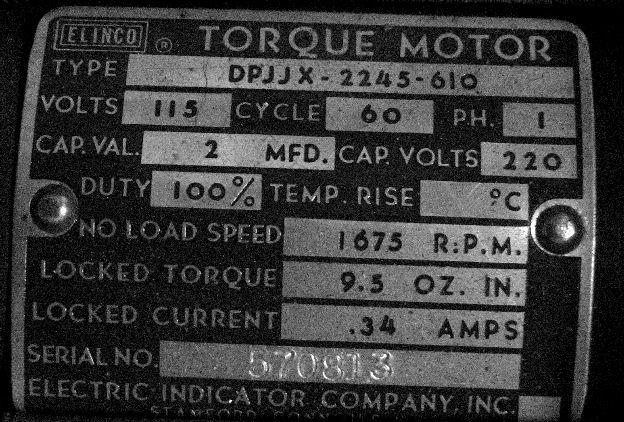 ELINCO ® TORQUE MOTOR
TYPE DPJJX-2245-610
VOLTS 115 CYCLE 60 PH. 1
CAP. VAL. 2 MFD. CAP. VOLTS 220
DUTY 100% TEMP. RISE °C
NO LOAD SPEED 1675 R.P.M.
LOCKED TORQUE 9.5 OZ. IN.
LOCKED CURRENT .34 AMPS
SERIAL NO. 570813
ELECTRIC INDICATOR COMPANY, INC.
STAMFORD CONN.